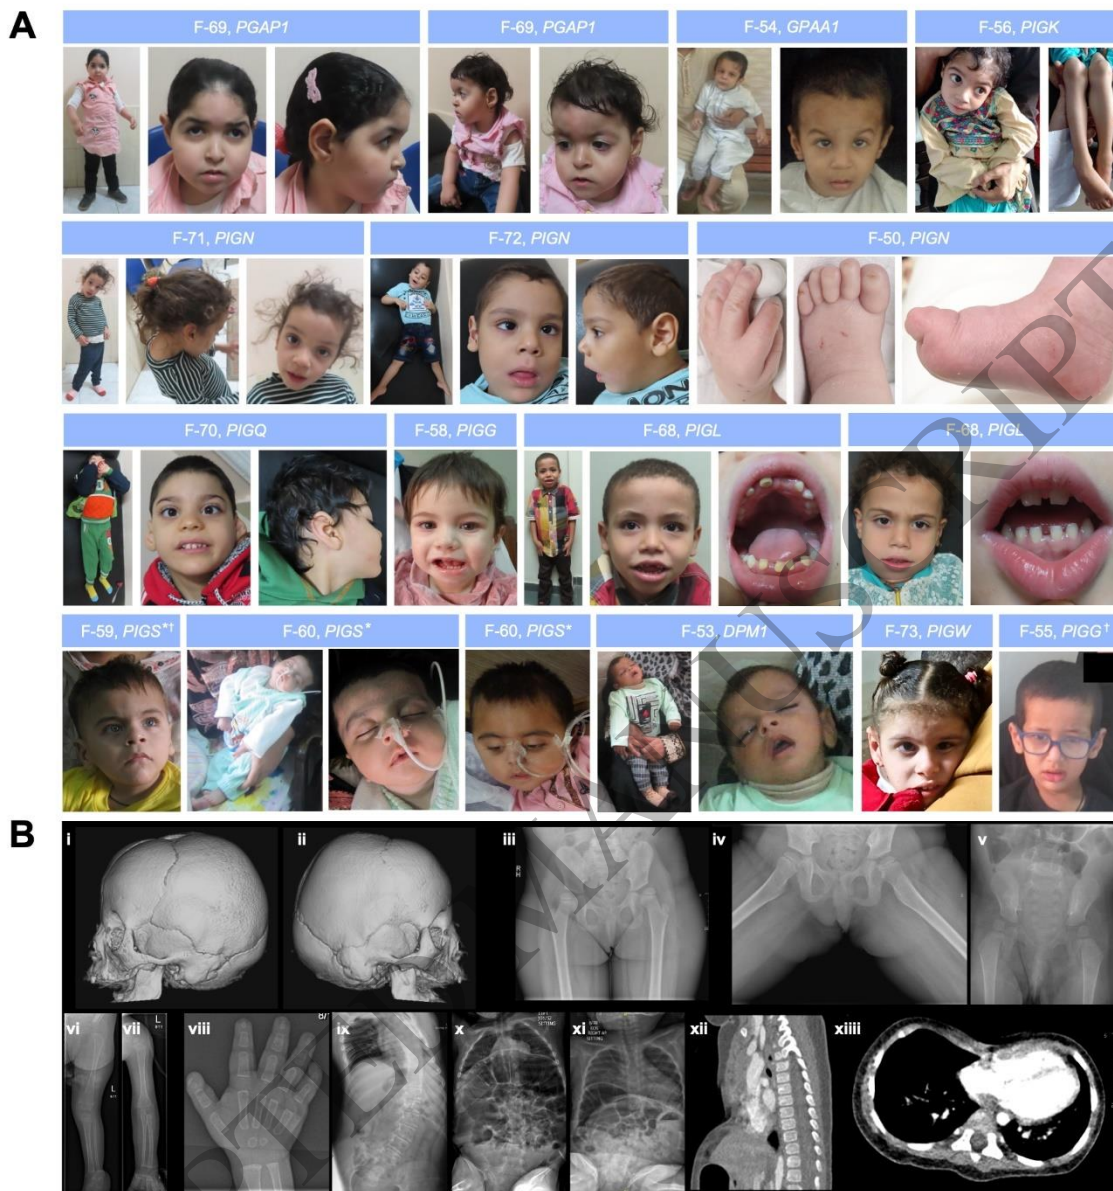 A
F-69, PGAP1 F-69, PGAP1 F-54, GPAA1 F-56, PIGK
F-71, PIGN F-72, PIGN F-50, PIGN
F-70, PIGQ F-58, PIGG F-68, PIGL F-68, PIGL
F-59, PIGS*† F-60, PIGS* F-60, PIGS* F-53, DPM1 F-73, PIGW F-55, PIGG†
B
i ii iii iv v
vi vii viii ix x xi xii xiiii
L
L